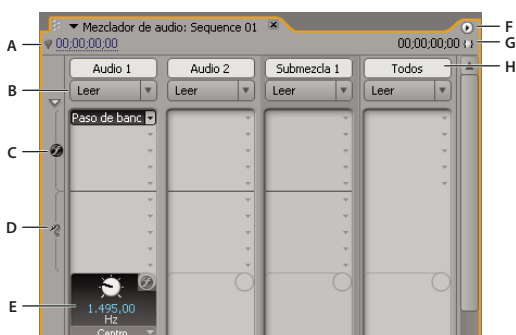 Mezclador de audio: Sequence 01
F
A
00;00;00;00
00;00;00;00
G
Audio 1
Audio 2
Submezcla 1
Todos
H
B
Leer
Leer
Leer
Leer
Paso de banc
C
D
E
1.495,00
Hz
Centro